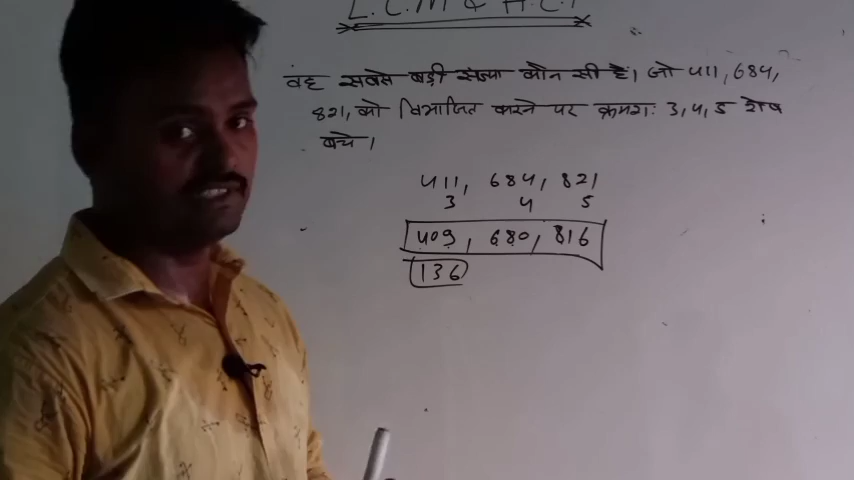 L.C.M & H.C.F
वह सबसे बड़ी संख्या कौन सी है। जो 411, 684,
821, को विभाजित करने पर क्रमशः 3, 4, 5 शेष
बचे ।
411, 684, 821
3 4 5
409, 680, 816
136